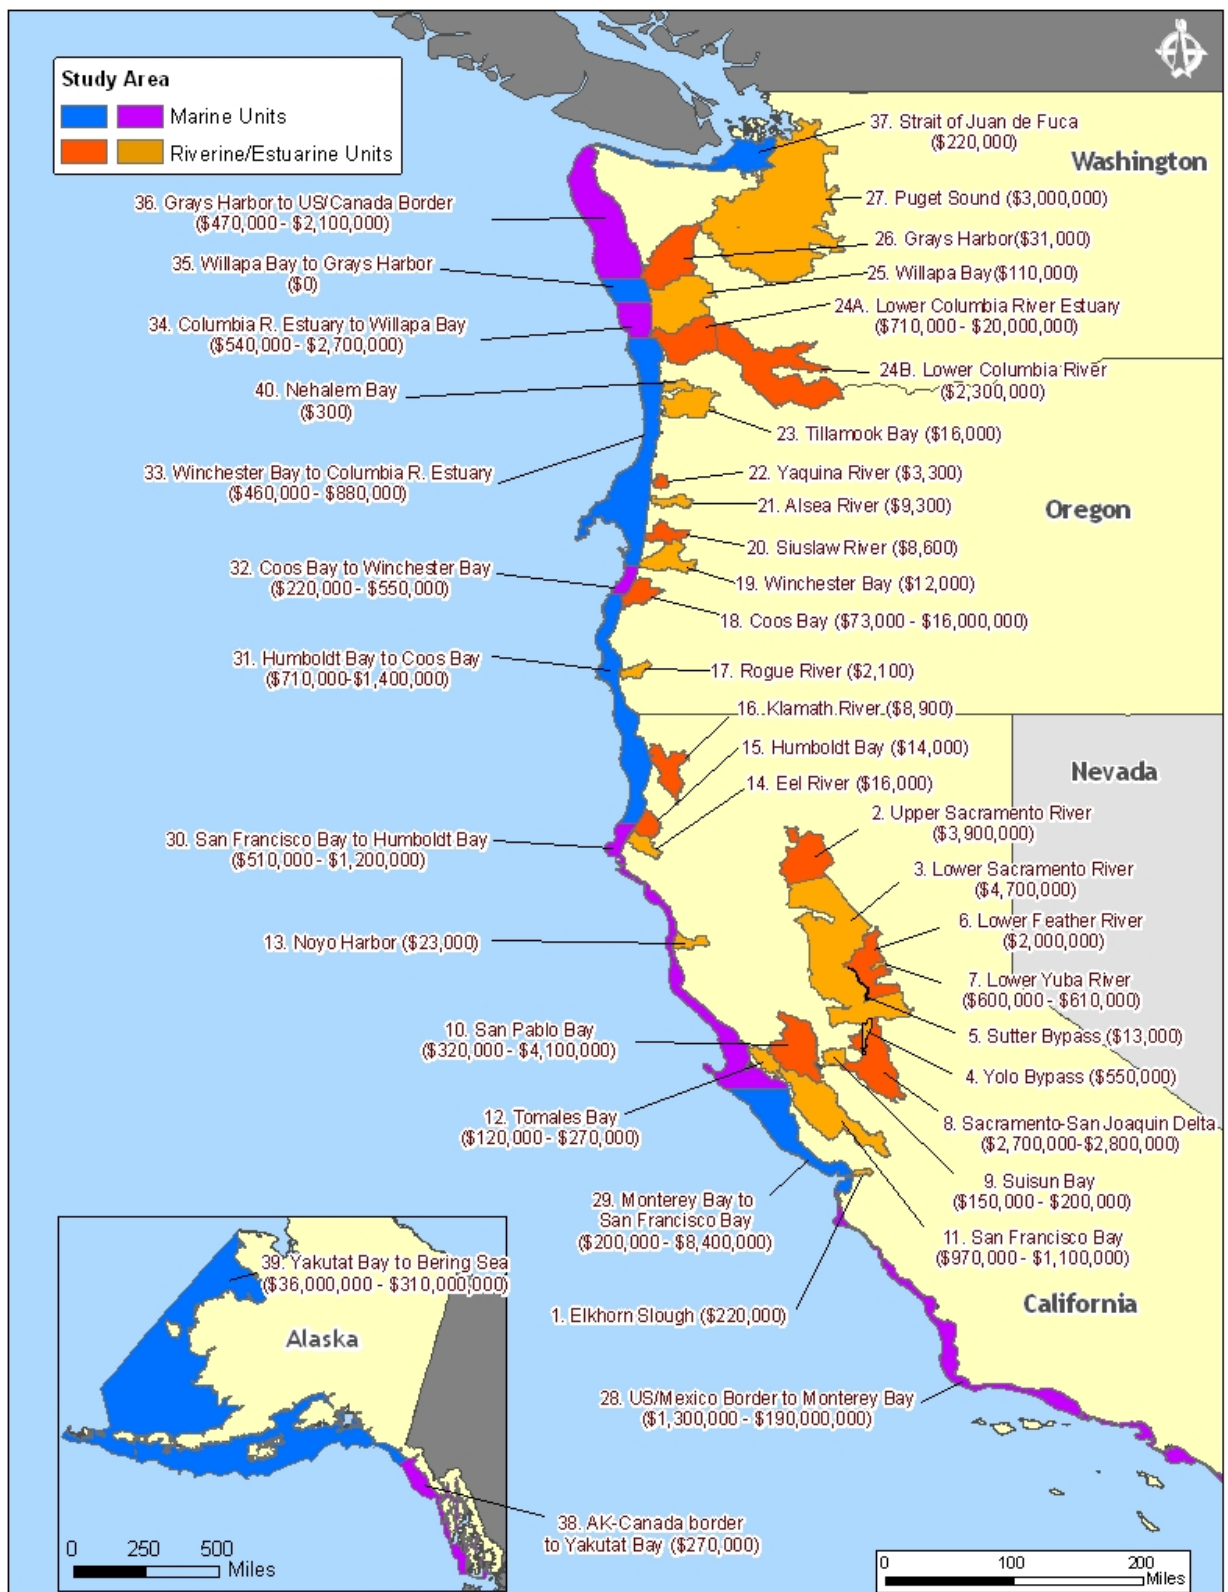 Study Area
Marine Units
Riverine/Estuarine Units
37. Strait of Juan de Fuca
($220,000)
Washington
36. Grays Harbor to US/Canada Border
($470,000 - $2,100,000)
27. Puget Sound ($3,000,000)
26. Grays Harbor($31,000)
35. Willapa Bay to Grays Harbor
($0)
25. Willapa Bay($110,000)
24A. Lower Columbia River Estuary
($710,000 - $20,000,000)
34. Columbia R. Estuary to Willapa Bay
($540,000 - $2,700,000)
24B. Lower Columbia River
($2,300,000)
40. Nehalem Bay
($300)
23. Tillamook Bay ($16,000)
33. Winchester Bay to Columbia R. Estuary
($460,000 - $880,000)
22. Yaquina River ($3,300)
21. Alsea River ($9,300)
Oregon
20. Siuslaw River ($8,600)
32. Coos Bay to Winchester Bay
($220,000 - $550,000)
19. Winchester Bay ($12,000)
18. Coos Bay ($73,000 - $16,000,000)
31. Humboldt Bay to Coos Bay
($710,000-$1,400,000)
17. Rogue River ($2,100)
16. Klamath River ($8,900)
15. Humboldt Bay ($14,000)
Nevada
14. Eel River ($16,000)
2. Upper Sacramento River
($3,900,000)
30. San Francisco Bay to Humboldt Bay
($510,000 - $1,200,000)
3. Lower Sacramento River
($4,700,000)
6. Lower Feather River
($2,000,000)
13. Noyo Harbor ($23,000)
7. Lower Yuba River
($600,000 - $610,000)
10. San Pablo Bay
($320,000 - $4,100,000)
5. Sutter Bypass ($13,000)
4. Yolo Bypass ($550,000)
12. Tomales Bay
($120,000 - $270,000)
8. Sacramento-San Joaquin Delta
($2,700,000-$2,800,000)
9. Suisun Bay
($150,000 - $200,000)
29. Monterey Bay to
San Francisco Bay
($200,000 - $8,400,000)
11. San Francisco Bay
($970,000 - $1,100,000)
39. Yakutat Bay to Bering Sea
($36,000,000 - $310,000,000)
1. Elkhorn Slough ($220,000)
California
Alaska
28. US/Mexico Border to Monterey Bay
($1,300,000 - $190,000,000)
38. AK-Canada border
to Yakutat Bay ($270,000)
0 250 500
Miles
0 100 200
Miles